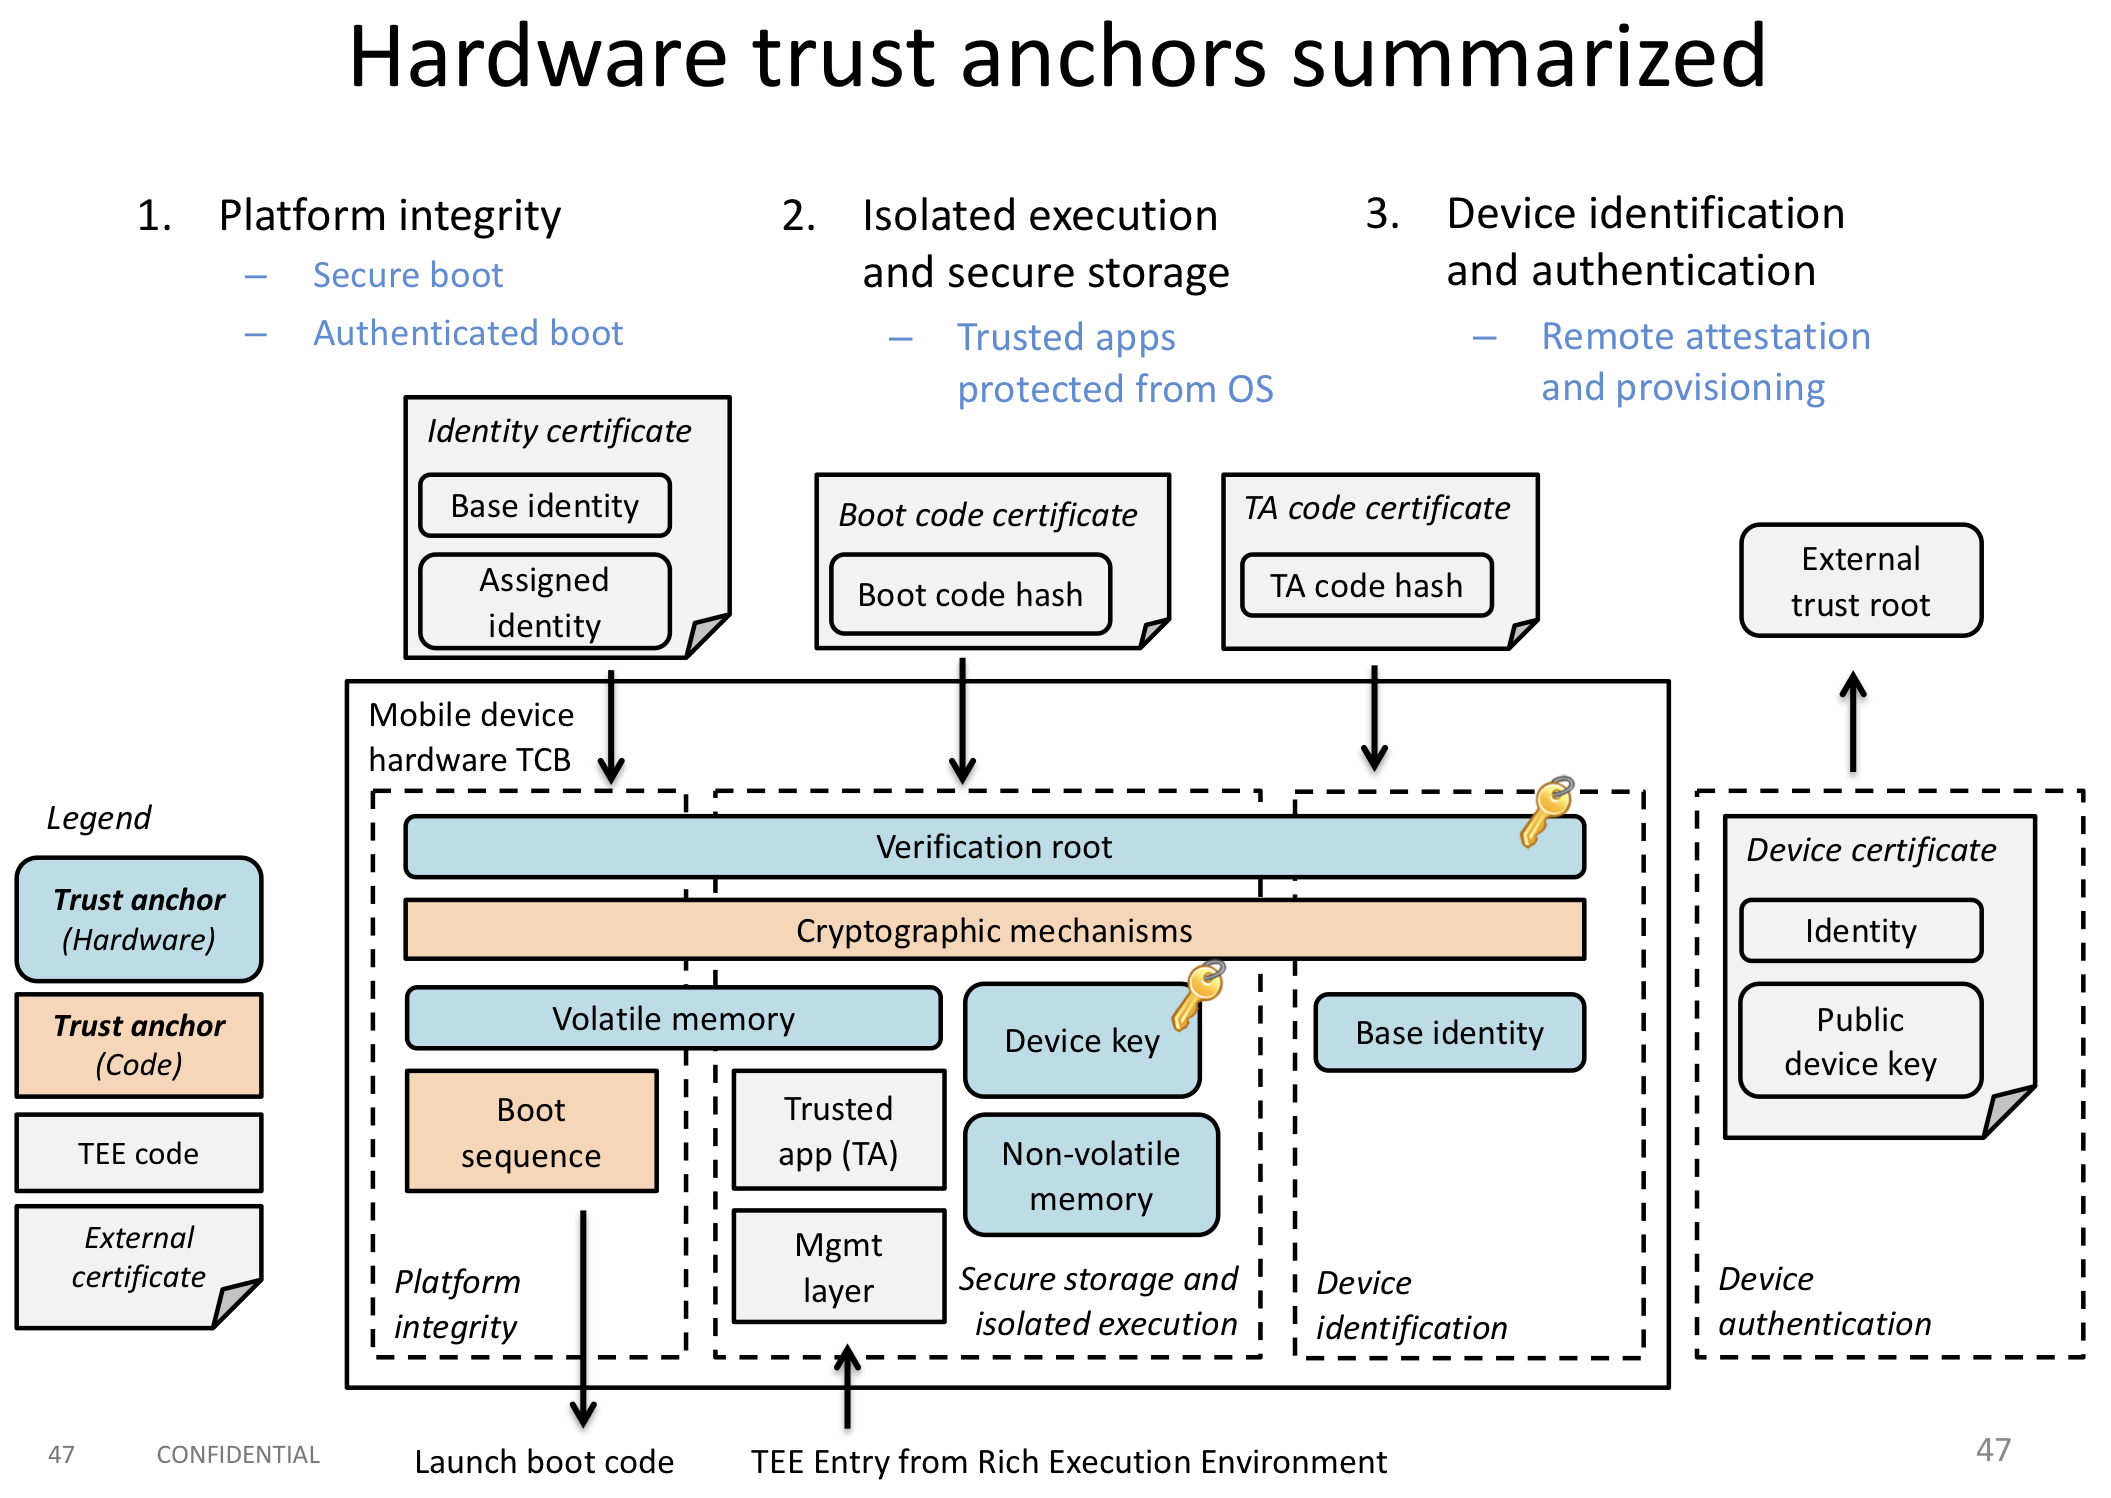 Hardware trust anchors summarized
1. Platform integrity
– Secure boot
– Authenticated boot
2. Isolated execution
and secure storage
– Trusted apps
protected from OS
3. Device identification
and authentication
– Remote attestation
and provisioning
Identity certificate
Base identity
Assigned
identity
Boot code certificate
Boot code hash
TA code certificate
TA code hash
External
trust root
Mobile device
hardware TCB
Legend
Trust anchor
(Hardware)
Trust anchor
(Code)
TEE code
External
certificate
Verification root
Cryptographic mechanisms
Volatile memory
Device key
Base identity
Boot
sequence
Trusted
app (TA)
Non-volatile
memory
Mgmt
layer
Platform
integrity
Secure storage and
isolated execution
Device
identification
Device certificate
Identity
Public
device key
Device
authentication
Launch boot code
TEE Entry from Rich Execution Environment
47
CONFIDENTIAL
47